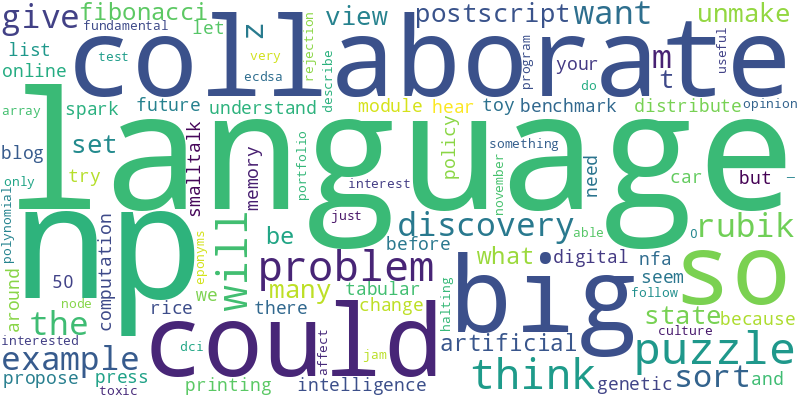 give
fibonacci
fundamental
let
z
rejection
view
postscript
want
unmake
list
online
test
very
ecdsa
describe
collaborate
m
t
your
program
do
useful
array
spark
future
understand
module
hear
toy
benchmark
distribute
opinion
blog
set
try
smalltalk
memory
portfolio
language
interest
just
policy
november
something
need
car
but
–
only
polynomial
np
computation
will
be
before
discovery
able
o
rubik
eponyms
we
problem
many
what
digital
nfa
seem
follow
so
around
50
node
rice
there
dci
tabular
change
halting
big
artificial
state
because
culture
the
interested
example
could
affect
jam
think
puzzle
propose
press
toxic
printing
intelligence
genetic
sort
and